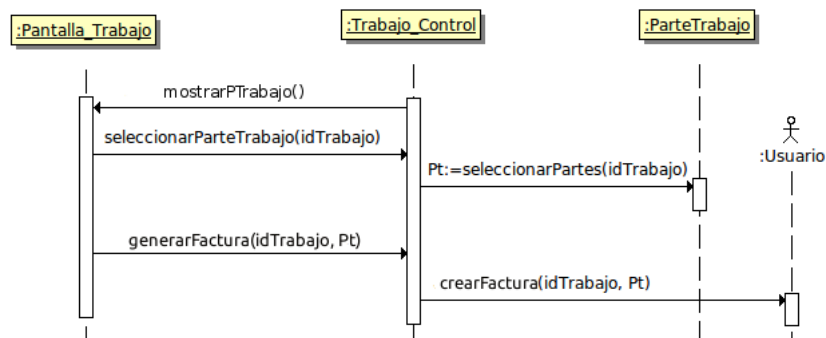 :Pantalla_Trabajo
:Trabajo_Control
:ParteTrabajo
mostrarPTrabajo()
seleccionarParteTrabajo(idTrabajo)
:Usuario
Pt:=seleccionarPartes(idTrabajo)
generarFactura(idTrabajo, Pt)
crearFactura(idTrabajo, Pt)